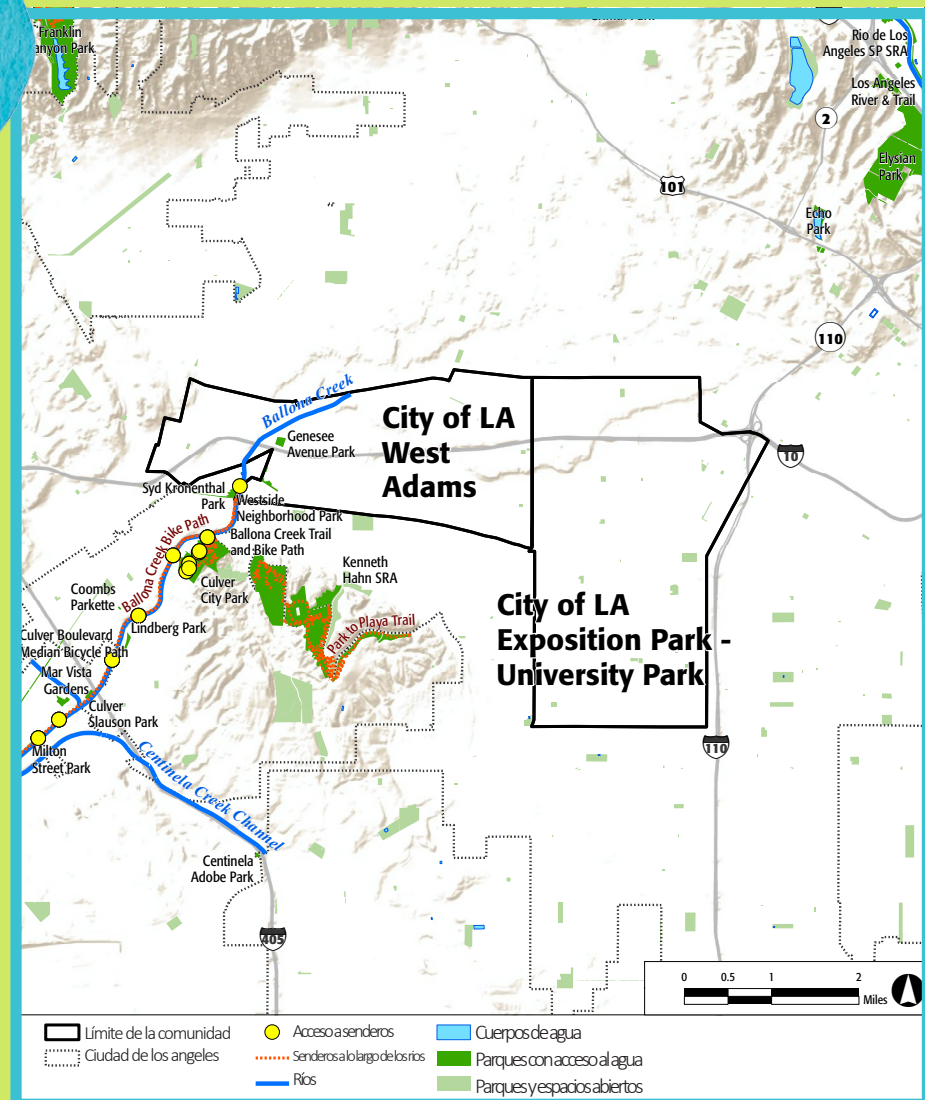 Franklin
anyon Park
Rio de Los
Angeles SP SRA
Los Angeles
River & Trail
2
Elysian
Park
101
Echo
Park
110
Ballona Creek
City of LA
West
Adams
Genesee
Avenue Park
10
Syd Kronenthal
Park
Westside
Neighborhood Park
Ballona Creek Bike Path
Ballona Creek Trail
and Bike Path
Kenneth
Hahn SRA
Culver
City Park
Coombs
Parkette
City of LA
Exposition Park -
University Park
Lindberg Park
Park to Playa Trail
Culver Boulevard
Median Bicycle Path
Mar Vista
Gardens
Culver
Slauson Park
Milton
Street Park
110
Centinela Creek Channel
Centinela
Adobe Park
405
0 0.5 1 2
Miles
Límite de la comunidad
Ciudad de los angeles
Acceso a senderos
Senderos a lo largo de los rios
Ríos
Cuerpos de agua
Parques con acceso al agua
Parques y espacios abiertos